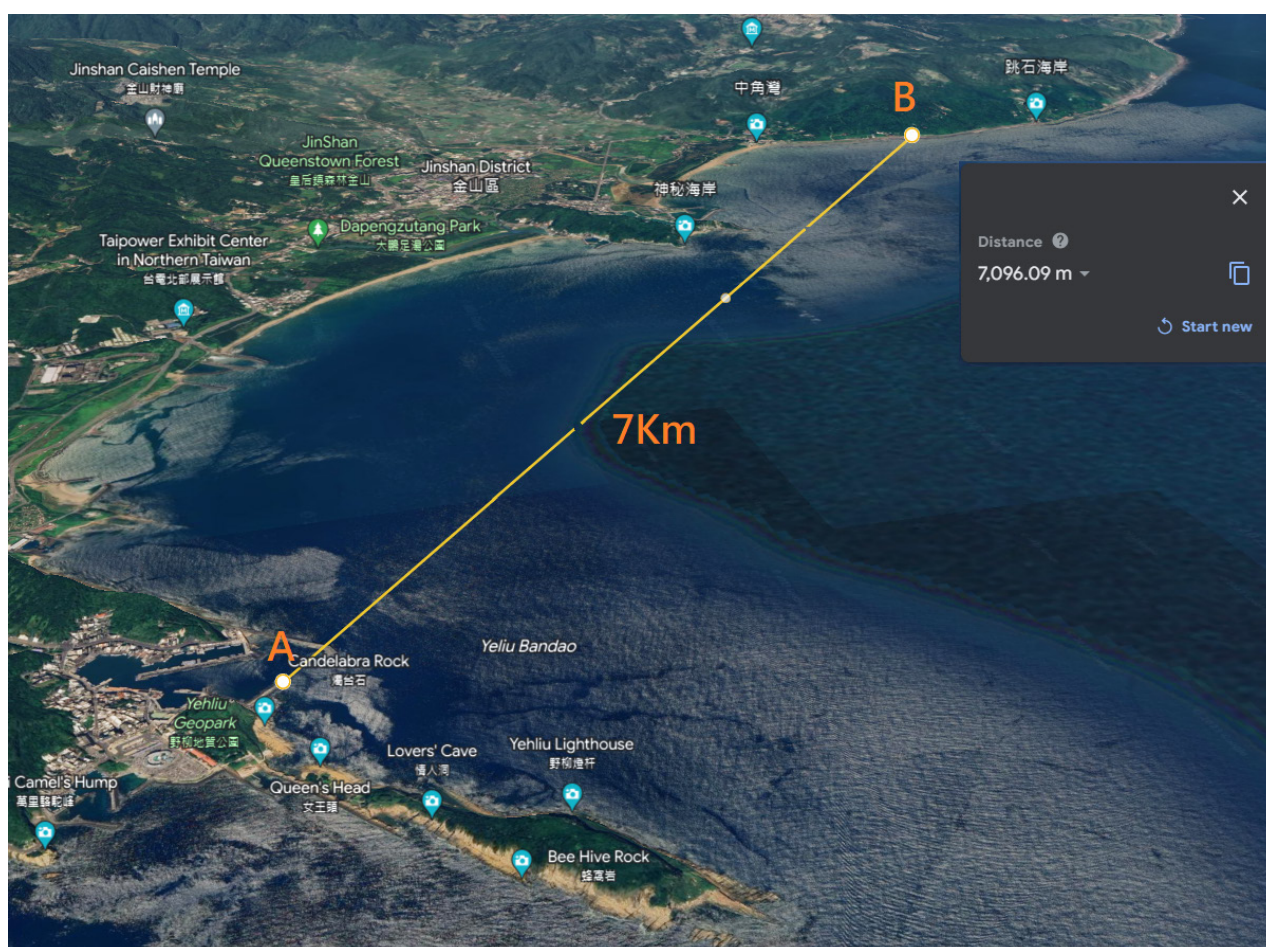 Jinshan Caishen Temple
金山財神廟
中角灣
跳石海岸
B
JinShan
Queenstown Forest
皇后鎮森林金山
Jinshan District
金山區
神秘海岸
Distance
7,096.09 m
Start new
Taipower Exhibit Center
in Northern Taiwan
台電北部展示館
Dapengzutang Park
大鵬足湯公園
7Km
A
Candelabra Rock
燭台石
Yeliu Bandao
Yehliu
Geopark
野柳地質公園
Lovers' Cave
情人洞
Yehliu Lighthouse
野柳燈杆
i Camel's Hump
萬里駱駝峰
Queen's Head
女王頭
Bee Hive Rock
蜂窩岩